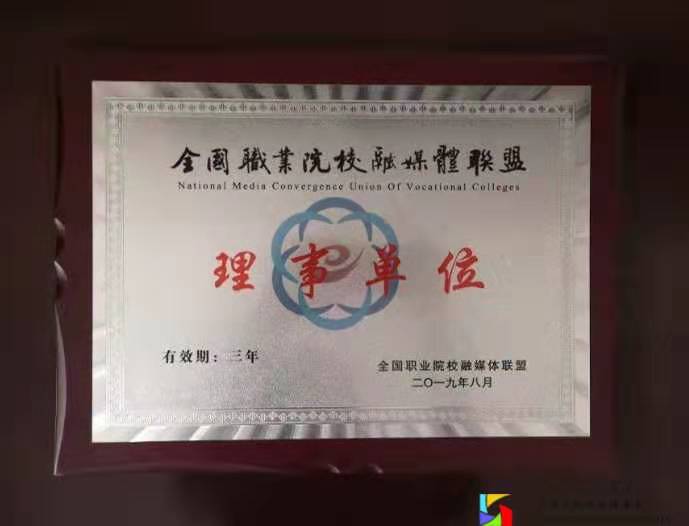 全國職業院校融媒體聯盟
National Media Convergence Union Of Vocational Colleges
理事单位
有效期：三年
全国职业院校融媒体联盟
二〇一九年八月